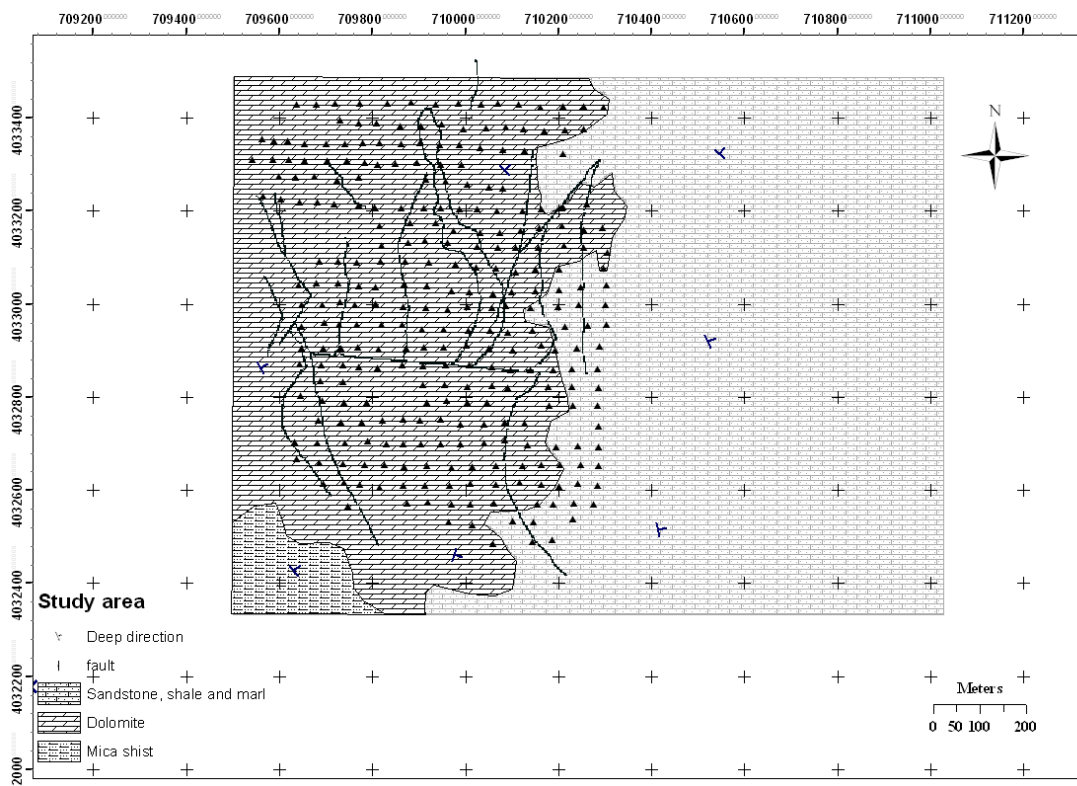 709200 709400 709600 709800 710000 710200 710400 710600 710800 711000 711200
4033400
4033200
4033000
4032800
4032600
4032400
4032200
2000
N
Study area
Deep direction
fault
Sandstone, shale and marl
Dolomite
Mica shist
Meters
0 50 100 200